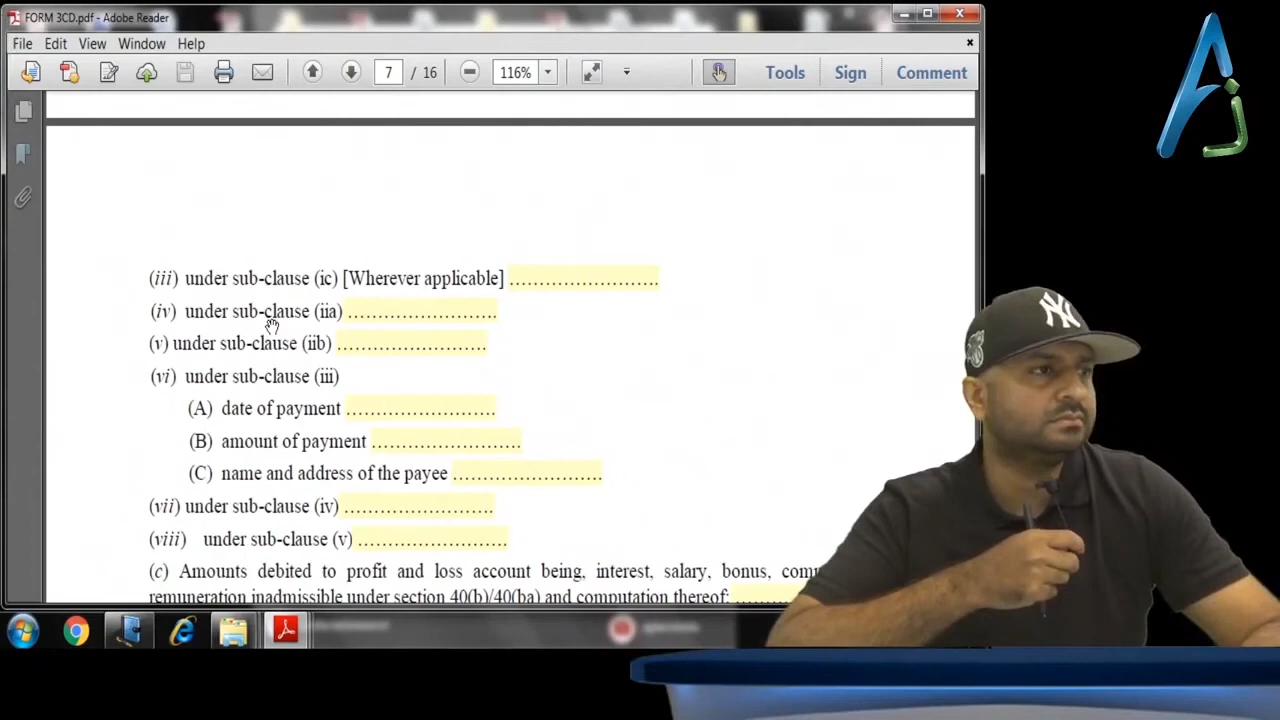 FORM 3CD.pdf - Adobe Reader
File Edit View Window Help
7 / 16 116% Tools Sign Comment
(iii) under sub-clause (ic) [Wherever applicable] ……………………..
(iv) under sub-clause (iia) ……………………..
(v) under sub-clause (iib) ……………………..
(vi) under sub-clause (iii)
(A) date of payment ……………………..
(B) amount of payment ……………………..
(C) name and address of the payee ……………………..
(vii) under sub-clause (iv) ……………………..
(viii) under sub-clause (v) ……………………..
(c) Amounts debited to profit and loss account being, interest, salary, bonus,
remuneration inadmissible under section 40(b)/40(ba) and computation thereof;
NY